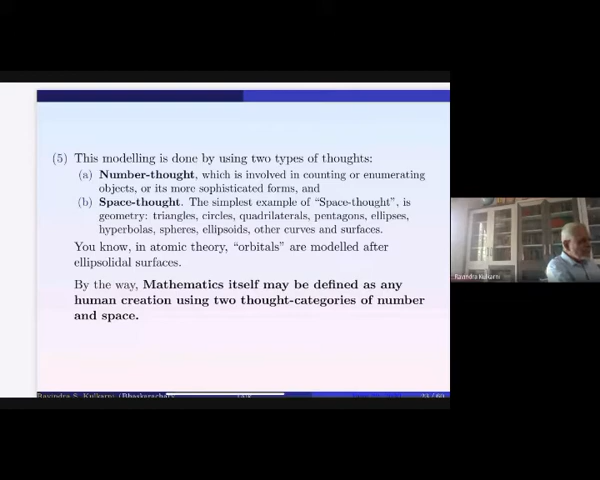 (5) This modelling is done by using two types of thoughts:
(a) Number-thought, which is involved in counting or enumerating
objects, or its more sophisticated forms, and
(b) Space-thought. The simplest example of "Space-thought", is
geometry: triangles, circles, quadrilaterals, pentagons, ellipses,
hyperbolas, spheres, ellipsoids, other curves and surfaces.
You know, in atomic theory, "orbitals" are modelled after
ellipsolidal surfaces.
By the way, Mathematics itself may be defined as any
human creation using two thought-categories of number
and space.
Ravindra S. Kulkarni (Bhaskarachary
Ravindra Kulkarni